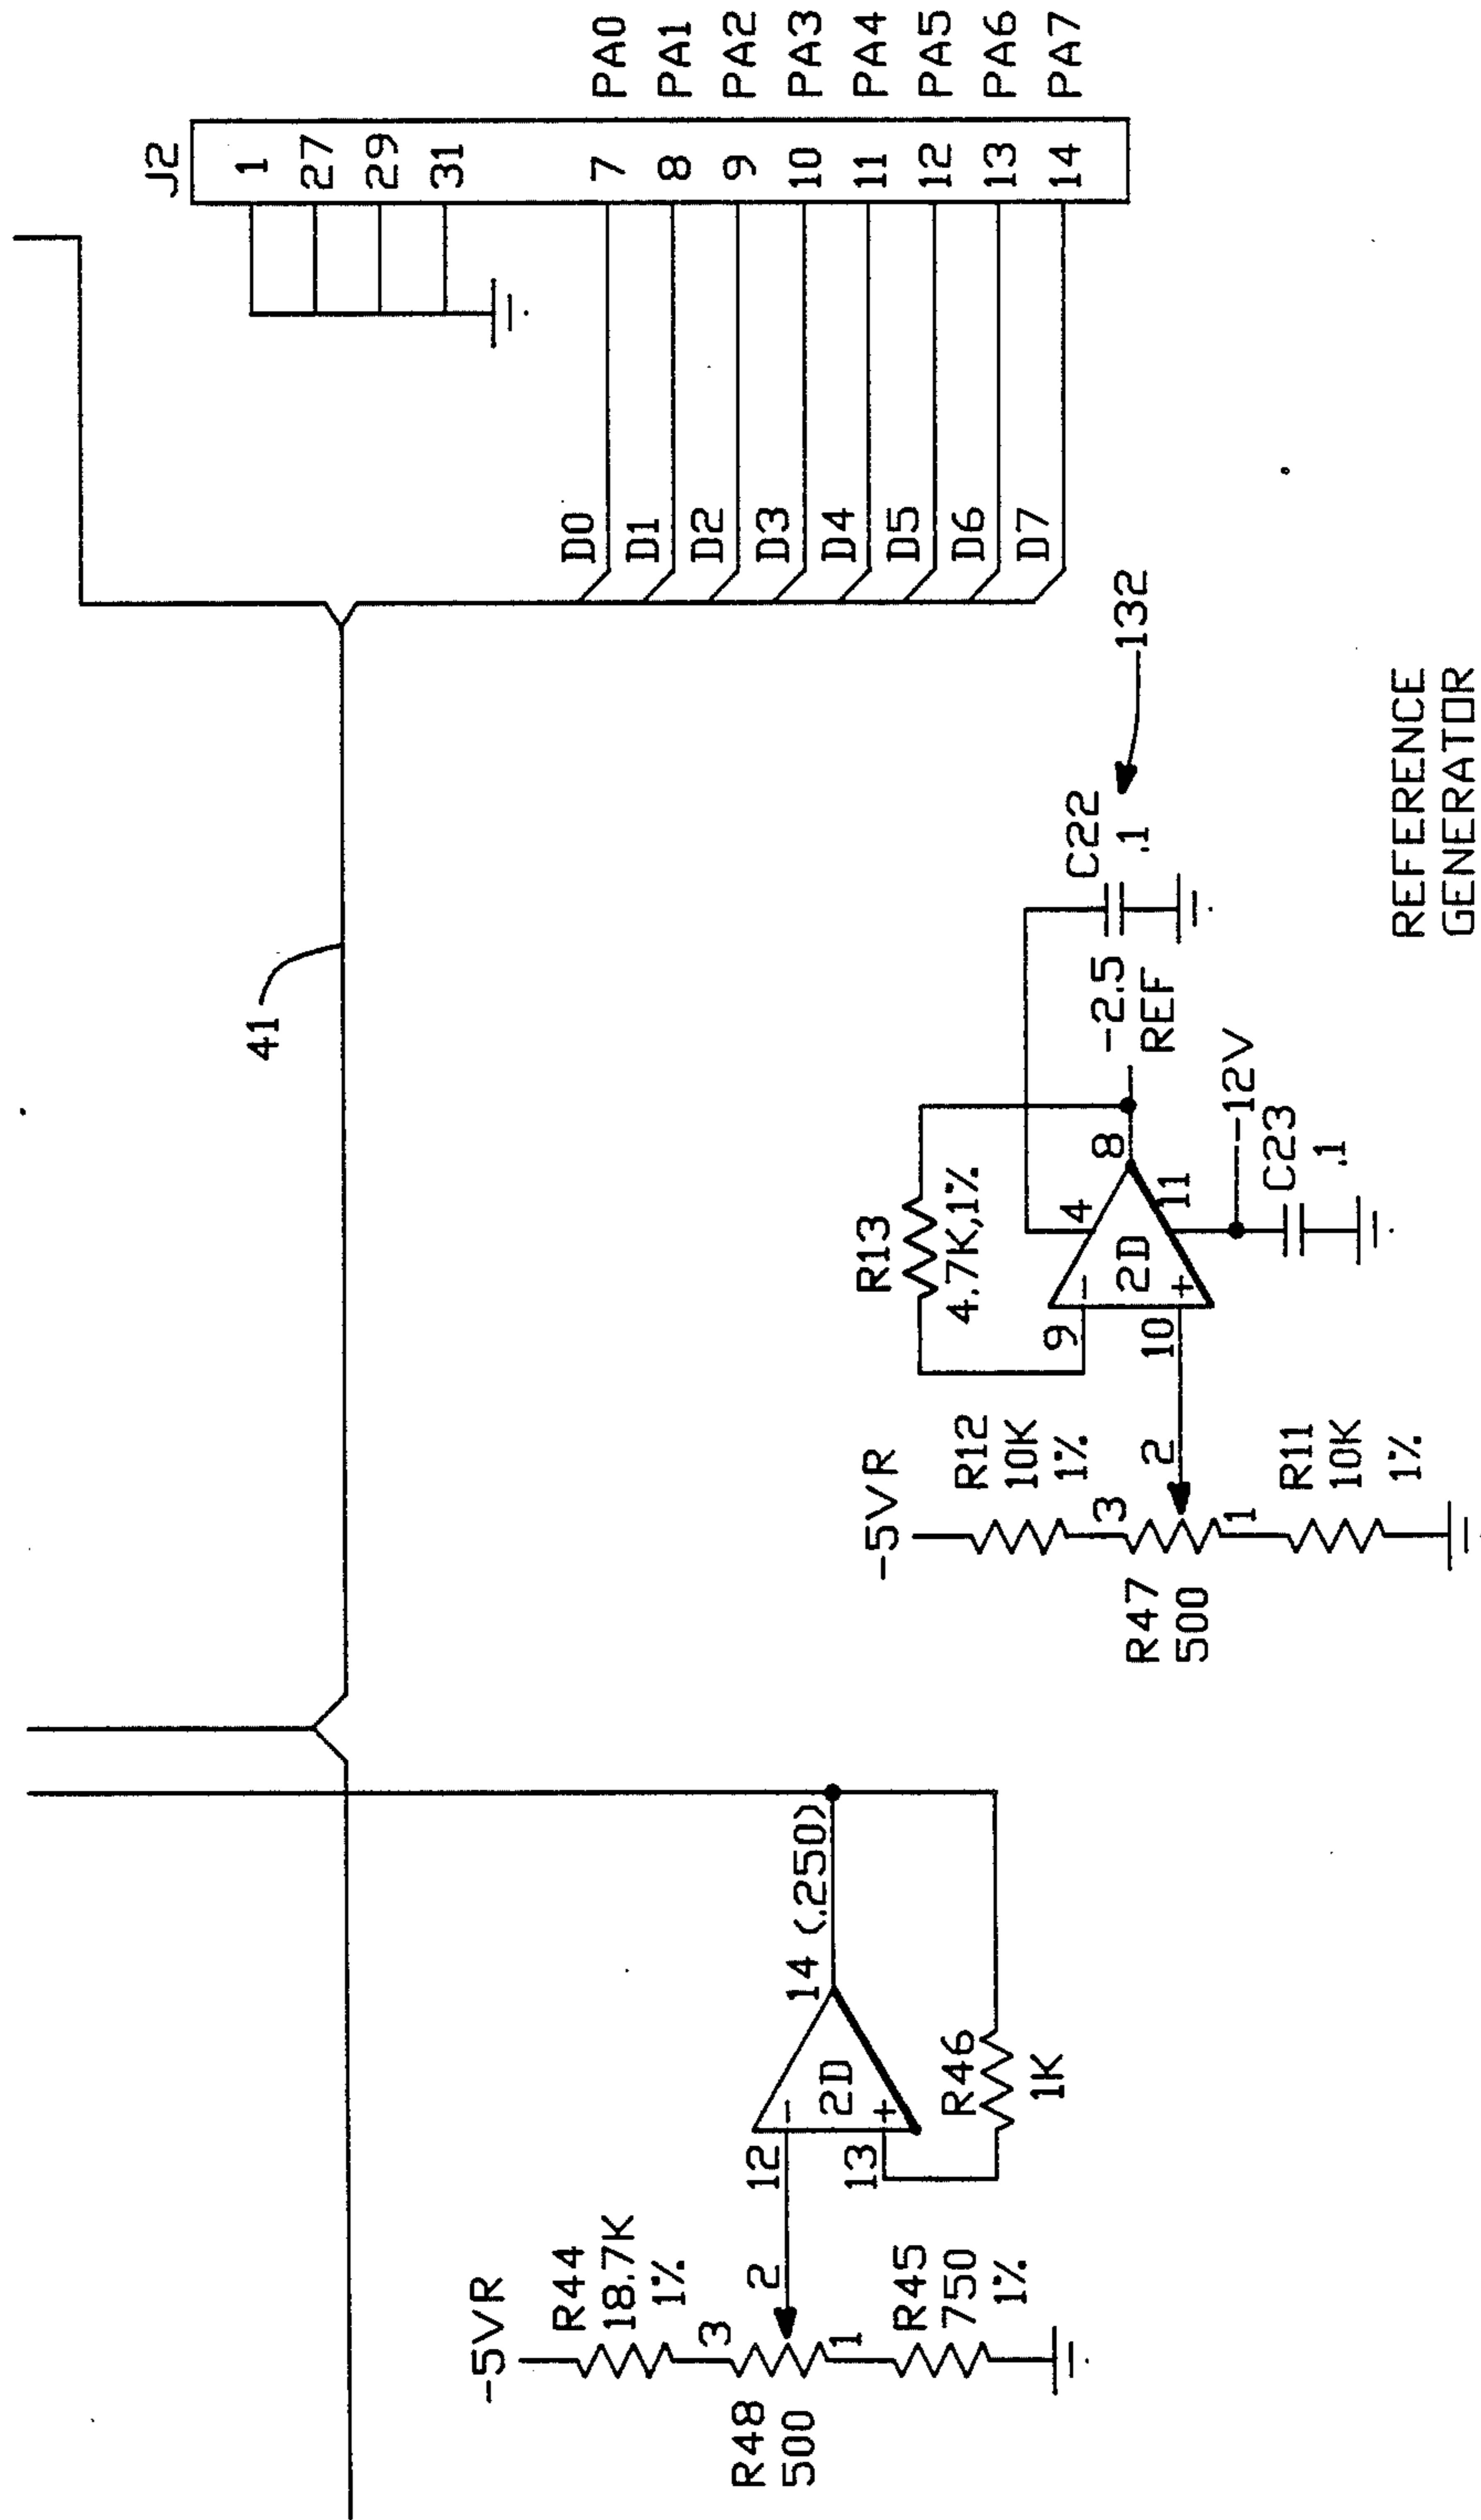 J2
1
27
29
31
7 PA0
8 PA1
9 PA2
10 PA3
11 PA4
12 PA5
13 PA6
14 PA7
D0
D1
D2
D3
D4
D5
D6
D7
41
132
-5VR
R44
18.7K
1%
3
R48
500
2
1
R45
750
1%
12
13
-
+
2D
14 (.250)
R46
1K
-5VR
R12
10K
1%
3
R47
500
2
1
R11
10K
1%
R13
4.7K,1%
9
10
-
+
2D
4
8
11
-2.5
REF
C22
.1
-12V
C23
.1
REFERENCE
GENERATOR